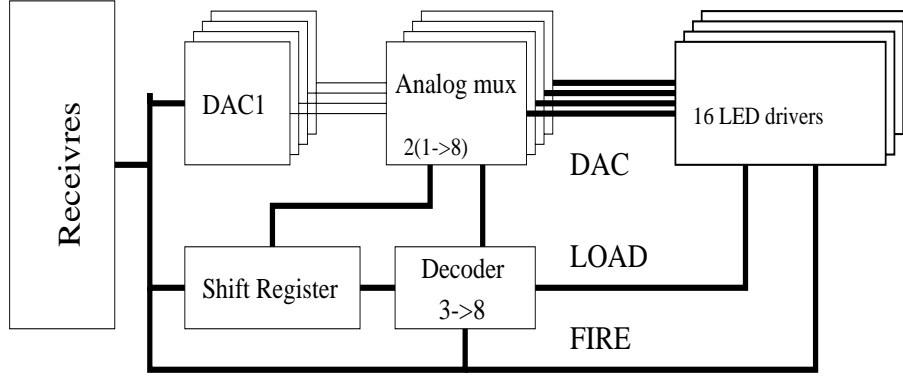 Receivres
DAC1
Analog mux
2(1->8)
16 LED drivers
DAC
Shift Register
Decoder
3->8
LOAD
FIRE